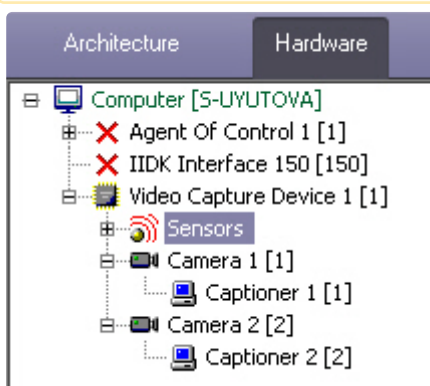 Architecture Hardware
Computer [S-UYUTOVA]
Agent Of Control 1 [1]
IIDK Interface 150 [150]
Video Capture Device 1 [1]
Sensors
Camera 1 [1]
Captioner 1 [1]
Camera 2 [2]
Captioner 2 [2]